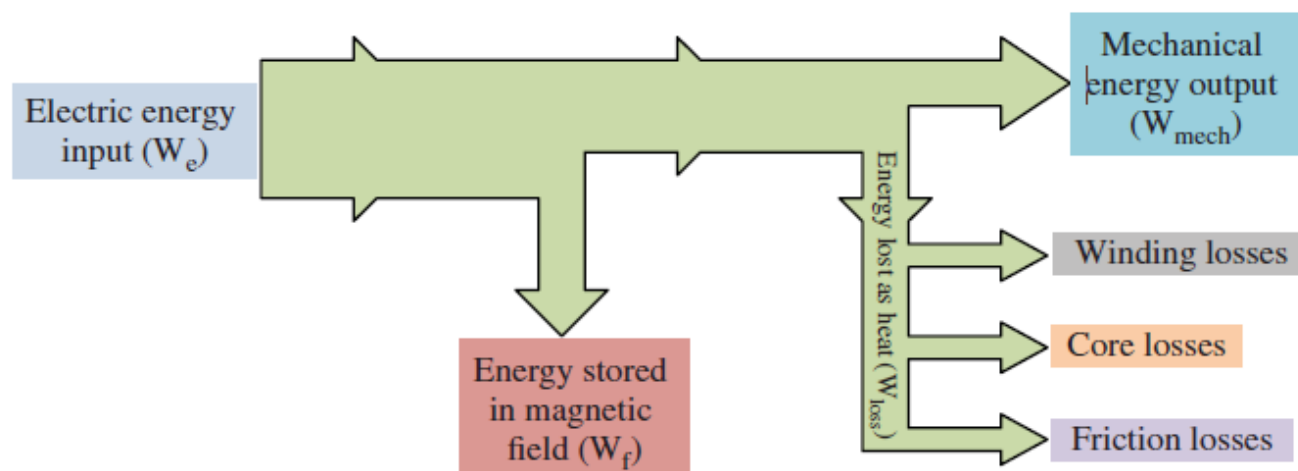 Electric energy
input (We)
Mechanical
energy output
(Wmech)
Energy lost as heat (Wloss)
Winding losses
Core losses
Friction losses
Energy stored
in magnetic
field (Wf)